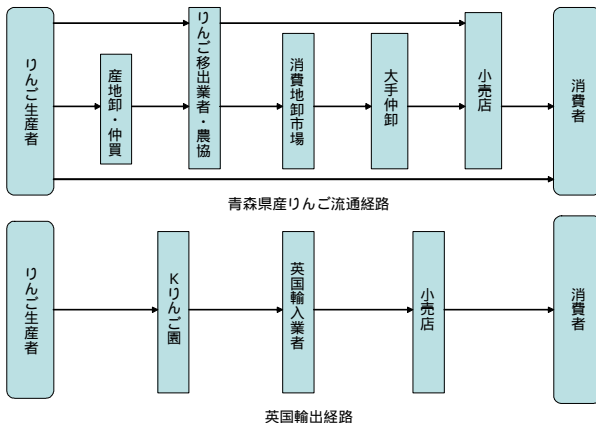 りんご生産者
産地卸・仲買
りんご移出業者・農協
消費地卸市場
大手仲卸
小売店
消費者
青森県産りんご流通経路
りんご生産者
Kりんご園
英国輸入業者
小売店
消費者
英国輸出経路